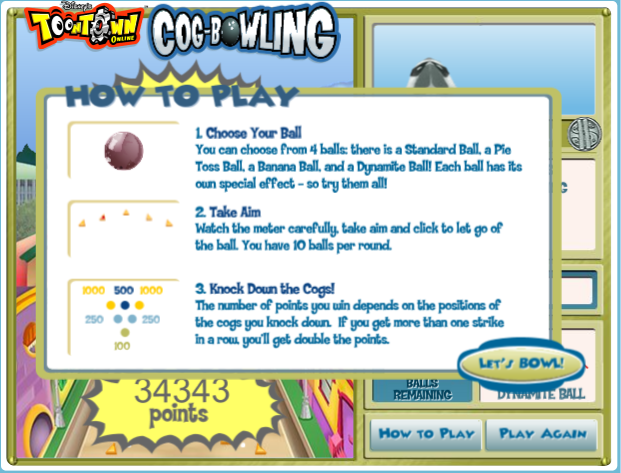 Disney's
TOONTOWN
ONLINE
COG-BOWLING
HOW TO PLAY
1. Choose Your Ball
You can choose from 4 balls: there is a Standard Ball, a Pie
Toss Ball, a Banana Ball, and a Dynamite Ball! Each ball has its
own special effect - so try them all!
2. Take Aim
Watch the meter carefully, take aim and click to let go of
the ball. You have 10 balls per round.
3. Knock Down the Cogs!
1000 500 1000
250 250
100
The number of points you win depends on the positions of
the cogs you knock down. If you get more than one strike
in a row, you'll get double the points.
LET'S BOWL!
34343
points
BALLS
REMAINING
DYNAMITE BALL
HOW TO PLAY
PLAY AGAIN